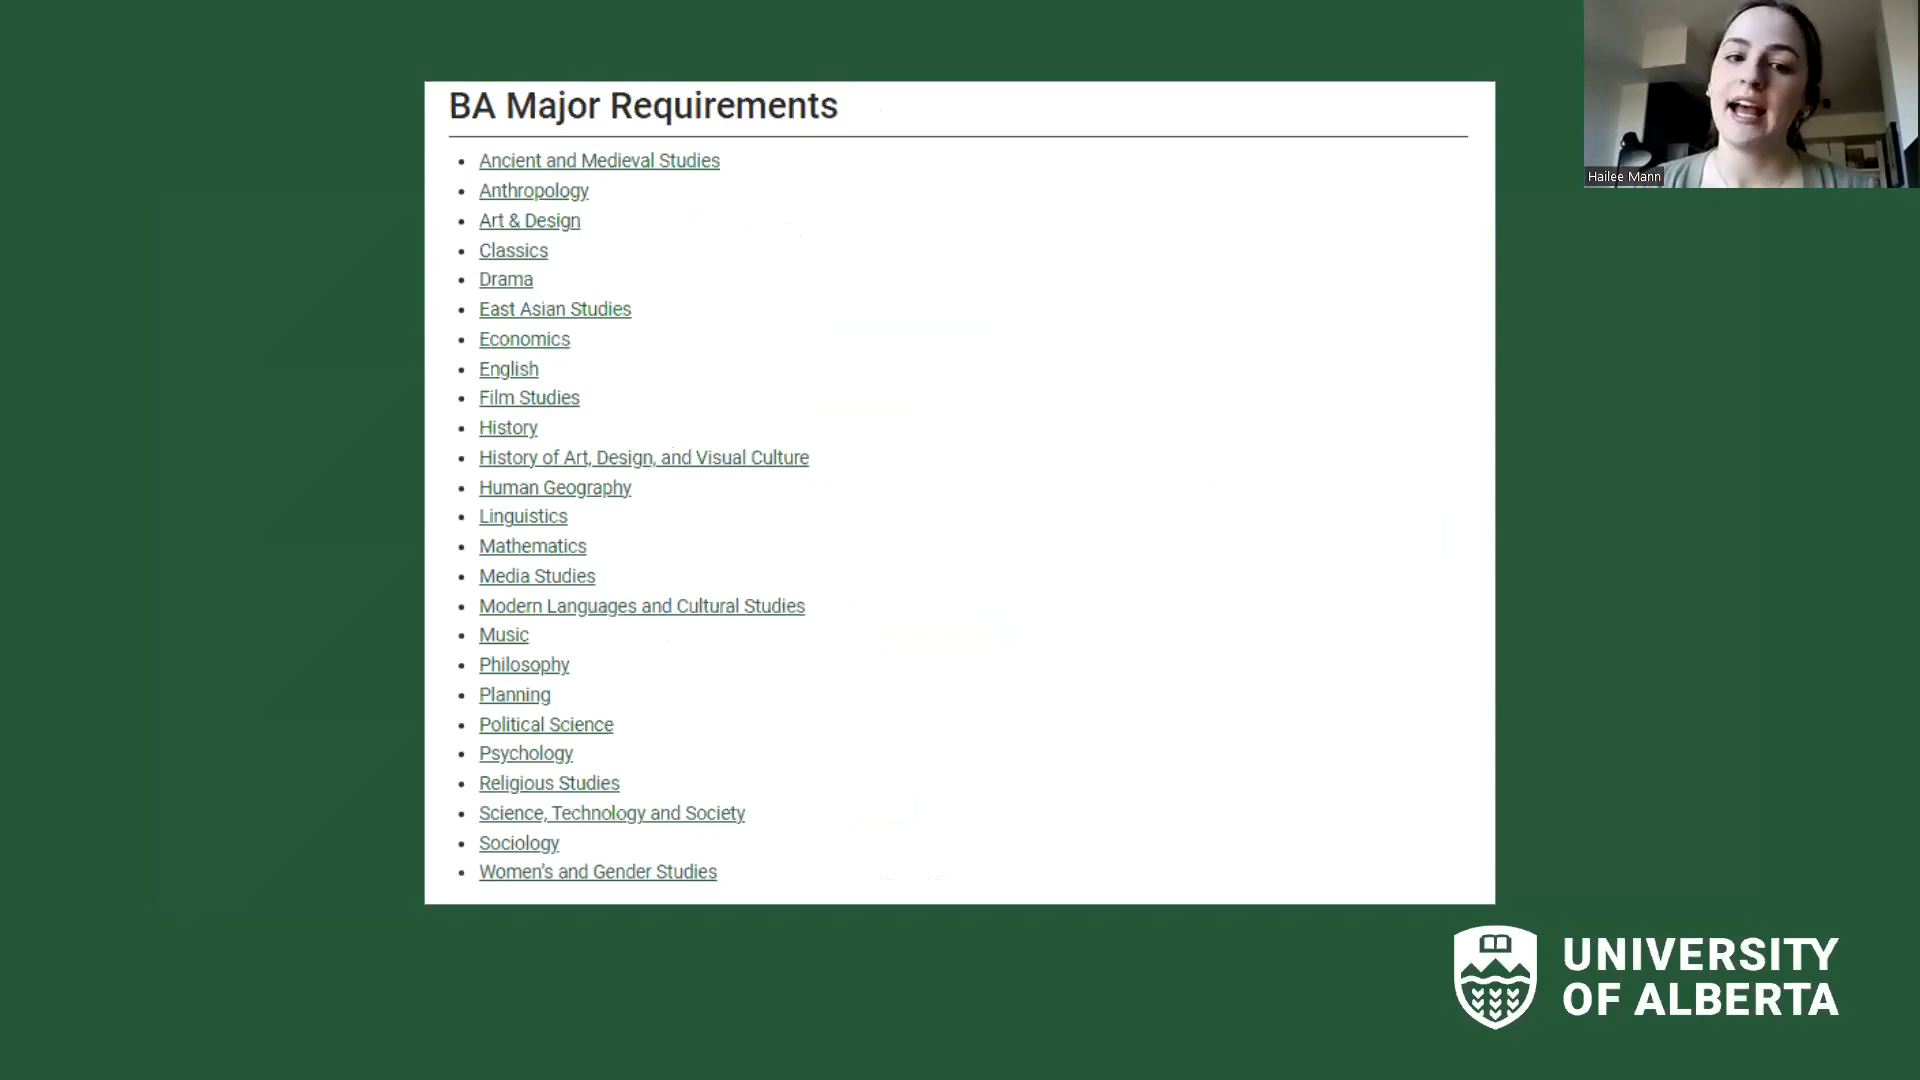 BA Major Requirements
Ancient and Medieval Studies
Anthropology
Art & Design
Classics
Drama
East Asian Studies
Economics
English
Film Studies
History
History of Art, Design, and Visual Culture
Human Geography
Linguistics
Mathematics
Media Studies
Modern Languages and Cultural Studies
Music
Philosophy
Planning
Political Science
Psychology
Religious Studies
Science, Technology and Society
Sociology
Women's and Gender Studies
Hailee Mann
UNIVERSITY
OF ALBERTA